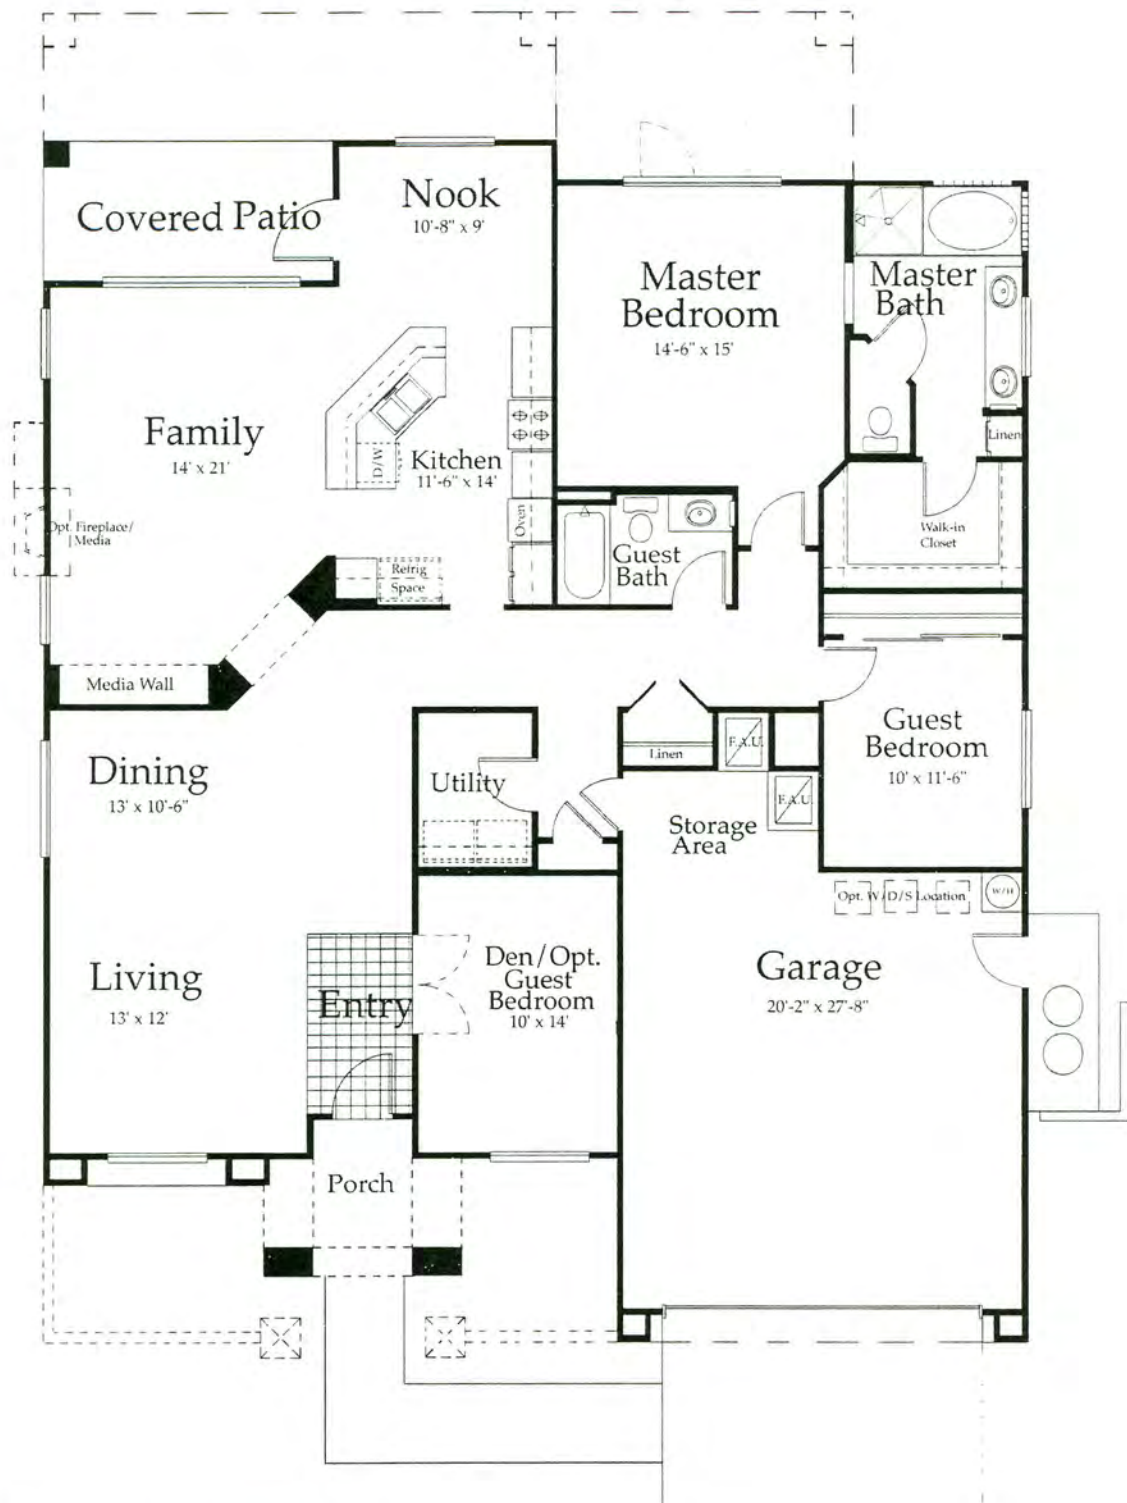 Nook
10'-8" x 9'
Covered Patio
Master
Bedroom
14'-6" x 15'
Master
Bath
Family
14' x 21'
Linen
D/W
Kitchen
11'-6" x 14'
Oven
Opt. Fireplace/
Media
Walk-in
Closet
Guest
Bath
Refrig
Space
Media Wall
Guest
Bedroom
10' x 11'-6"
F.A.U.
Linen
Dining
13' x 10'-6"
Utility
F.A.U.
Storage
Area
Opt. W/D/S Location
W/H
Living
13' x 12'
Entry
Den/Opt.
Guest
Bedroom
10' x 14'
Garage
20'-2" x 27'-8"
Porch